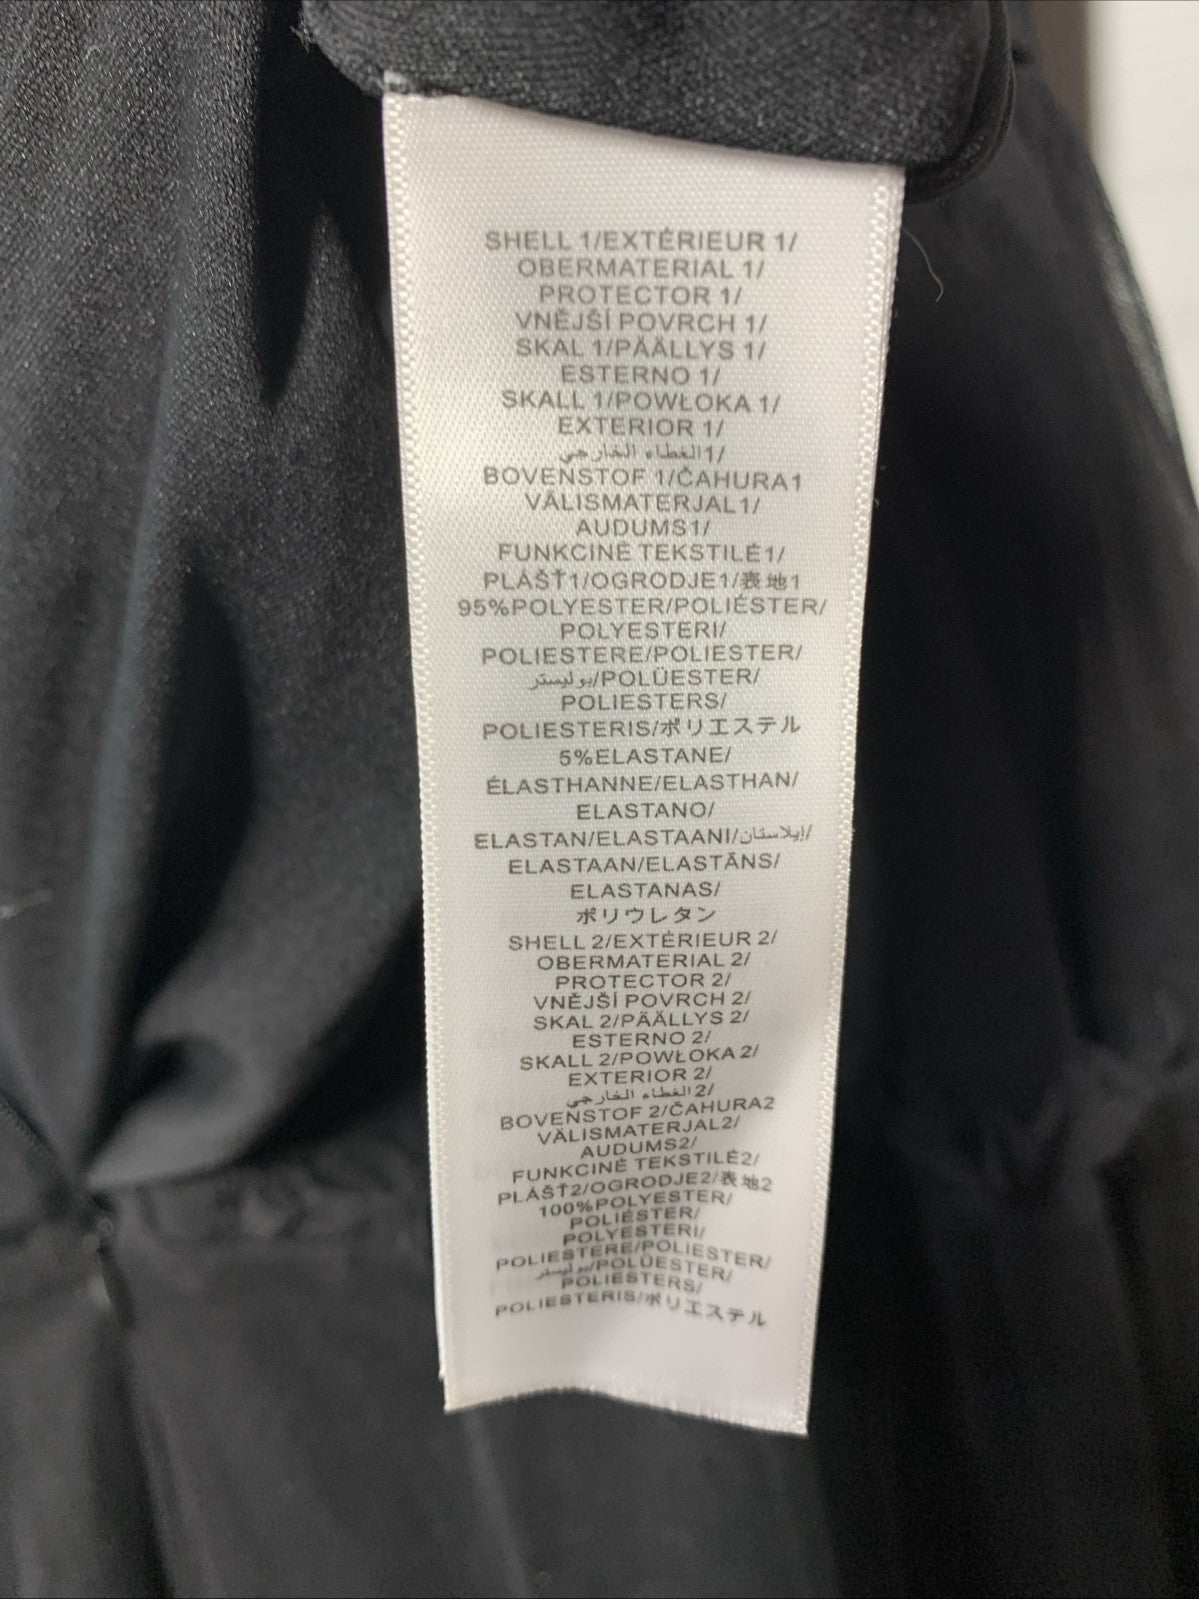 SHELL 1/EXTÉRIEUR 1/
OBERMATERIAL 1/
PROTECTOR 1/
VNĚJŠÍ POVRCH 1/
SKAL 1/PÄÄLLYS 1/
ESTERNO 1/
SKALL 1/POWŁOKA 1/
EXTERIOR 1/
الغطاء الخارجي1/
BOVENSTOF 1/ČAHURA1
VÄLISMATERJAL1/
AUDUMS1/
FUNKCINĖ TEKSTILĖ1/
PLÁŠŤ1/OGRODJE1/表地1
95%POLYESTER/POLIÉSTER/
POLYESTERI/
POLIESTERE/POLIESTER/
بوليستر/POLÜESTER/
POLIESTERS/
POLIESTERIS/ポリエステル
5%ELASTANE/
ÉLASTHANNE/ELASTHAN/
ELASTANO/
ELASTAN/ELASTAANI/إيلاستان/
ELASTAAN/ELASTĀNS/
ELASTANAS/
ポリウレタン
SHELL 2/EXTÉRIEUR 2/
OBERMATERIAL 2/
PROTECTOR 2/
VNĚJŠÍ POVRCH 2/
SKAL 2/PÄÄLLYS 2/
ESTERNO 2/
SKALL 2/POWŁOKA 2/
EXTERIOR 2/
الغطاء الخارجي2/
BOVENSTOF 2/ČAHURA2
VÄLISMATERJAL2/
AUDUMS2/
FUNKCINĖ TEKSTILĖ2/
PLÁŠŤ2/OGRODJE2/表地2
100%POLYESTER/
POLIÉSTER/
POLYESTERI/
POLIESTERE/POLIESTER/
بوليستر/POLÜESTER/
POLIESTERS/
POLIESTERIS/ポリエステル